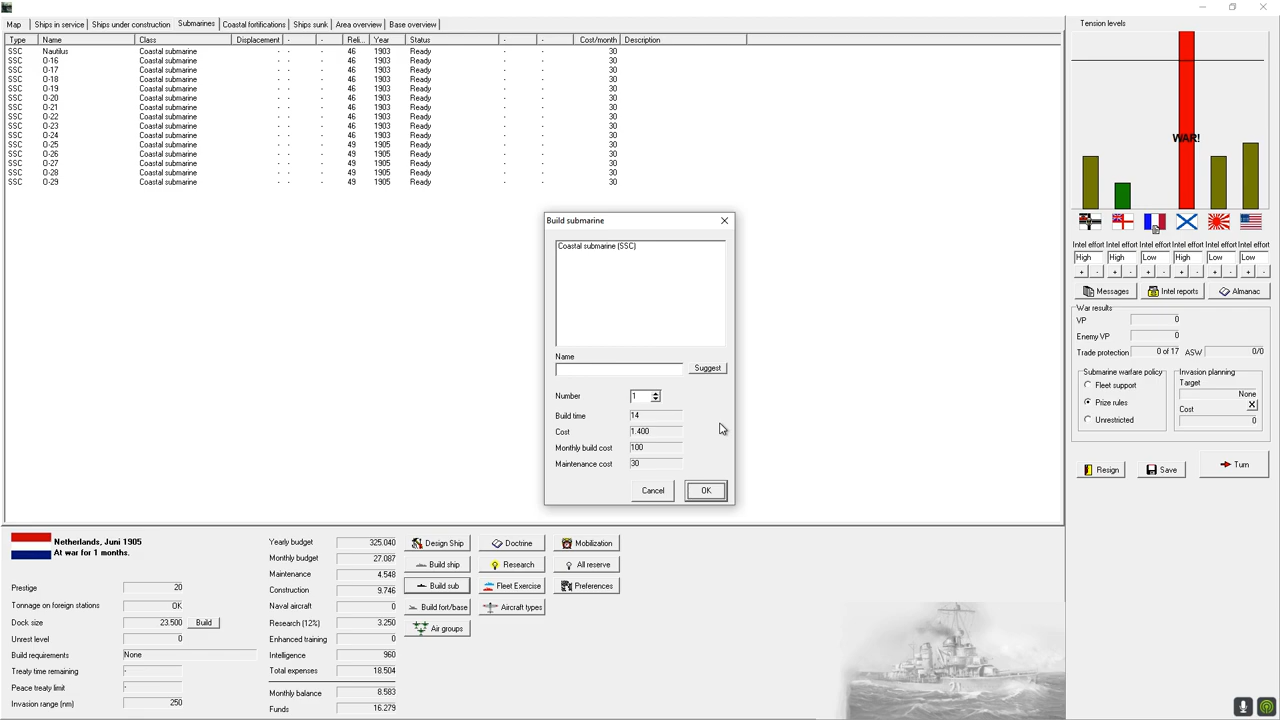 Map Ships in service Ships under construction Submarines Coastal fortifications Ships sunk Area overview Base overview
Type Name Class Displacement - - Reli... Year Status - - Cost/month Description
SSC Nautilus Coastal submarine - - - 46 1903 Ready - - 30
SSC O-16 Coastal submarine - - - 46 1903 Ready - - 30
SSC O-17 Coastal submarine - - - 46 1903 Ready - - 30
SSC O-18 Coastal submarine - - - 46 1903 Ready - - 30
SSC O-19 Coastal submarine - - - 46 1903 Ready - - 30
SSC O-20 Coastal submarine - - - 46 1903 Ready - - 30
SSC O-21 Coastal submarine - - - 46 1903 Ready - - 30
SSC O-22 Coastal submarine - - - 46 1903 Ready - - 30
SSC O-23 Coastal submarine - - - 46 1903 Ready - - 30
SSC O-24 Coastal submarine - - - 46 1903 Ready - - 30
SSC O-25 Coastal submarine - - - 49 1905 Ready - - 30
SSC O-26 Coastal submarine - - - 49 1905 Ready - - 30
SSC O-27 Coastal submarine - - - 49 1905 Ready - - 30
SSC O-28 Coastal submarine - - - 49 1905 Ready - - 30
SSC O-29 Coastal submarine - - - 49 1905 Ready - - 30
Build submarine
Coastal submarine (SSC)
Name
Suggest
Number 1
Build time 14
Cost 1.400
Monthly build cost 100
Maintenance cost 30
Cancel OK
Tension levels
WAR!
Intel effort Intel effort Intel effort Intel effort Intel effort Intel effort
High High Low High Low Low
+ - + - + - + - + - + -
Messages Intel reports Almanac
War results
VP 0
Enemy VP 0
Trade protection 0 of 17 ASW 0/0
Submarine warfare policy
Fleet support
Prize rules
Unrestricted
Invasion planning
Target
None
Cost X
0
Resign Save Turn
Netherlands, Juni 1905
At war for 1 months.
Prestige 20
Tonnage on foreign stations OK
Dock size 23.500 Build
Unrest level 0
Build requirements None
Treaty time remaining -
Peace treaty limit -
Invasion range (nm) 250
Yearly budget 325.040
Monthly budget 27.087
Maintenance 4.548
Construction 9.746
Naval aircraft 0
Research (12%) 3.250
Enhanced training 0
Intelligence 960
Total expenses 18.504
Monthly balance 8.583
Funds 16.279
Design Ship Doctrine Mobilization
Build ship Research All reserve
Build sub Fleet Exercise Preferences
Build fort/base Aircraft types
Air groups